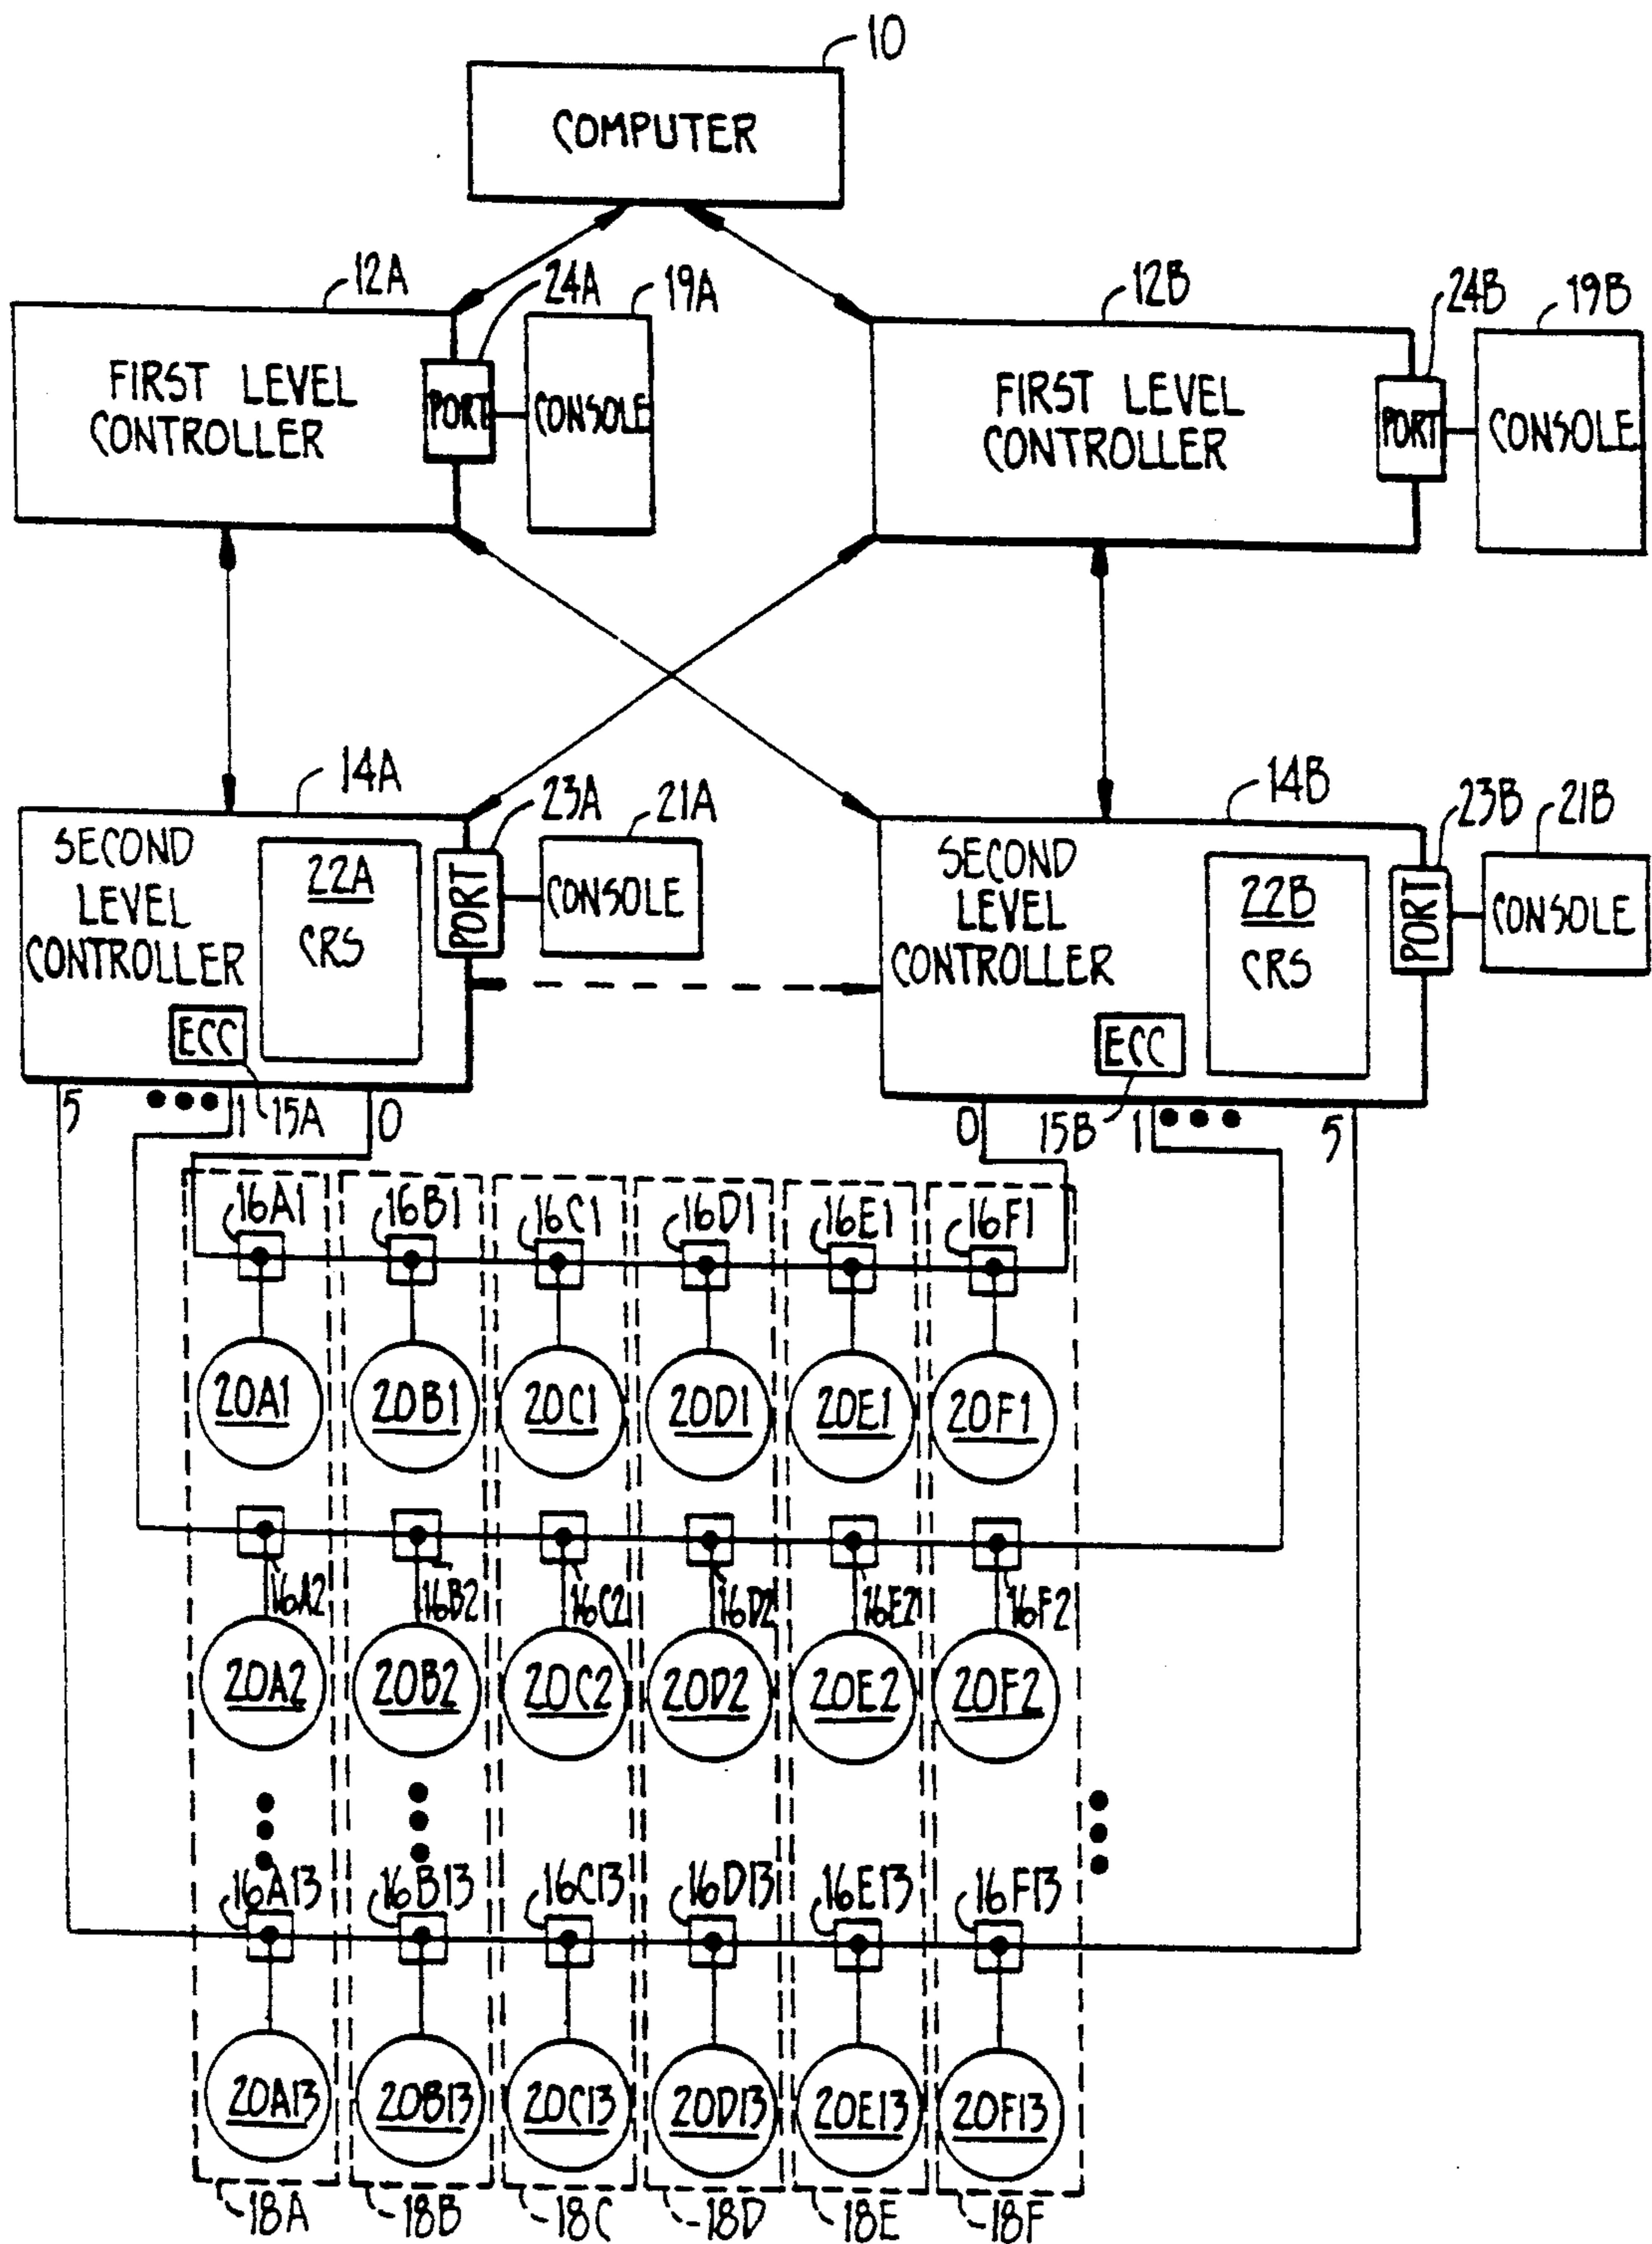 10
COMPUTER
12A
24A
19A
12B
24B
19B
FIRST LEVEL
CONTROLLER
PORT
CONSOLE
FIRST LEVEL
CONTROLLER
PORT
CONSOLE
14A
23A
21A
14B
23B
21B
SECOND
LEVEL
CONTROLLER
22A
CRS
PORT
CONSOLE
ECC
SECOND
LEVEL
CONTROLLER
22B
CRS
PORT
CONSOLE
ECC
5
1
15A
0
0
15B
1
5
16A1
16B1
16C1
16D1
16E1
16F1
20A1
20B1
20C1
20D1
20E1
20F1
16A2
16B2
16C2
16D2
16E2
16F2
20A2
20B2
20C2
20D2
20E2
20F2
16A13
16B13
16C13
16D13
16E13
16F13
20A13
20B13
20C13
20D13
20E13
20F13
18A
18B
18C
18D
18E
18F